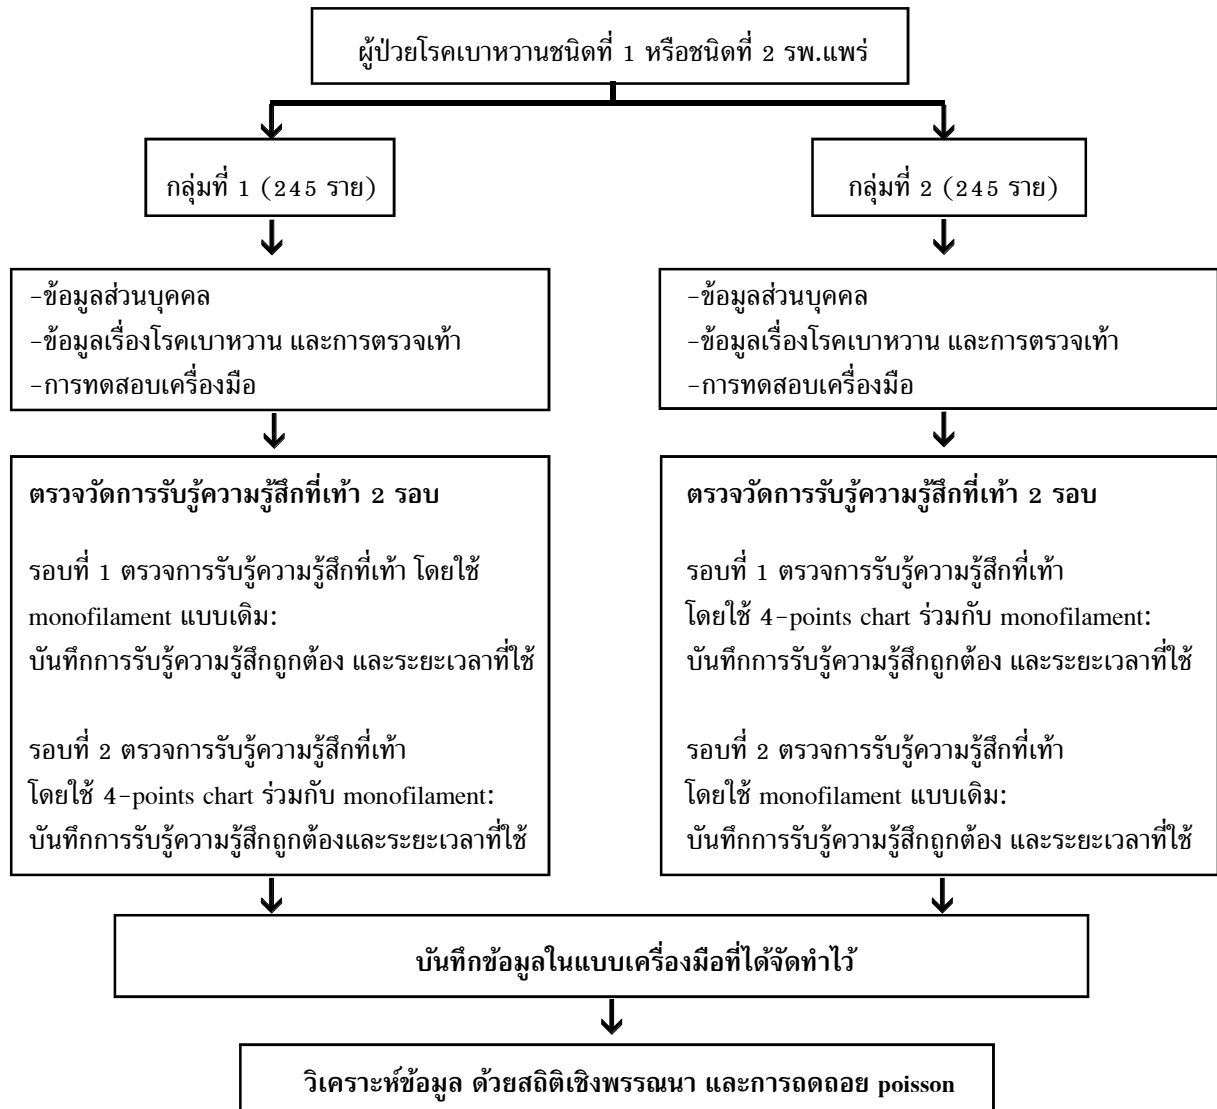 ผู้ป่วยโรคเบาหวานชนิดที่ 1 หรือชนิดที่ 2 รพ.แพร่
กลุ่มที่ 1 (245 ราย)
กลุ่มที่ 2 (245 ราย)
-ข้อมูลส่วนบุคคล
-ข้อมูลเรื่องโรคเบาหวาน และการตรวจเท้า
-การทดสอบเครื่องมือ
-ข้อมูลส่วนบุคคล
-ข้อมูลเรื่องโรคเบาหวาน และการตรวจเท้า
-การทดสอบเครื่องมือ
ตรวจวัดการรับรู้ความรู้สึกที่เท้า 2 รอบ
รอบที่ 1 ตรวจการรับรู้ความรู้สึกที่เท้า โดยใช้
monofilament แบบเดิม:
บันทึกการรับรู้ความรู้สึกถูกต้อง และระยะเวลาที่ใช้
รอบที่ 2 ตรวจการรับรู้ความรู้สึกที่เท้า
โดยใช้ 4-points chart ร่วมกับ monofilament:
บันทึกการรับรู้ความรู้สึกถูกต้องและระยะเวลาที่ใช้
ตรวจวัดการรับรู้ความรู้สึกที่เท้า 2 รอบ
รอบที่ 1 ตรวจการรับรู้ความรู้สึกที่เท้า
โดยใช้ 4-points chart ร่วมกับ monofilament:
บันทึกการรับรู้ความรู้สึกถูกต้อง และระยะเวลาที่ใช้
รอบที่ 2 ตรวจการรับรู้ความรู้สึกที่เท้า
โดยใช้ monofilament แบบเดิม:
บันทึกการรับรู้ความรู้สึกถูกต้อง และระยะเวลาที่ใช้
บันทึกข้อมูลในแบบเครื่องมือที่ได้จัดทำไว้
วิเคราะห์ข้อมูล ด้วยสถิติเชิงพรรณนา และการถดถอย poisson